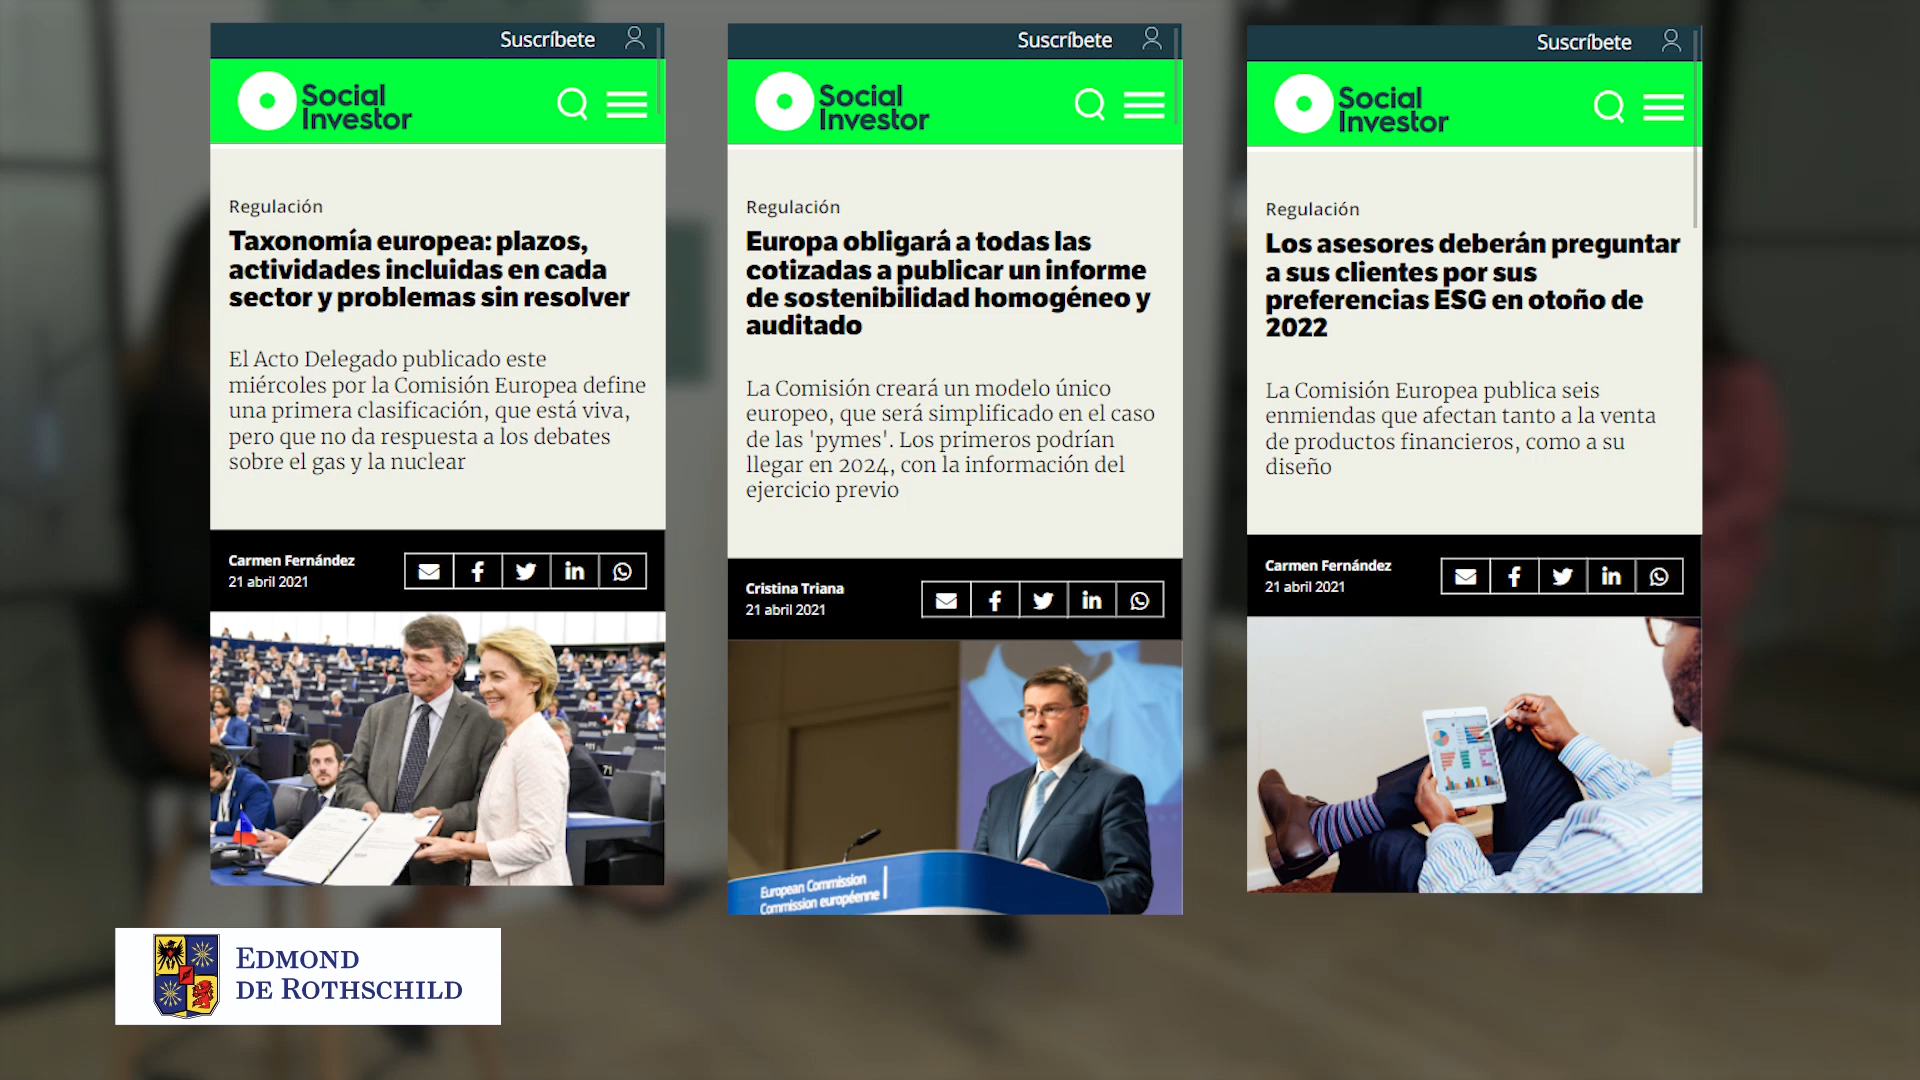 Suscríbete
Social
Investor
Regulación
Taxonomía europea: plazos,
actividades incluidas en cada
sector y problemas sin resolver
El Acto Delegado publicado este
miércoles por la Comisión Europea define
una primera clasificación, que está viva,
pero que no da respuesta a los debates
sobre el gas y la nuclear
Carmen Fernández
21 abril 2021
71
Suscríbete
Social
Investor
Regulación
Europa obligará a todas las
cotizadas a publicar un informe
de sostenibilidad homogéneo y
auditado
La Comisión creará un modelo único
europeo, que será simplificado en el caso
de las 'pymes'. Los primeros podrían
llegar en 2024, con la información del
ejercicio previo
Cristina Triana
21 abril 2021
European Commission
Commission européenne
Suscríbete
Social
Investor
Regulación
Los asesores deberán preguntar
a sus clientes por sus
preferencias ESG en otoño de
2022
La Comisión Europea publica seis
enmiendas que afectan tanto a la venta
de productos financieros, como a su
diseño
Carmen Fernández
21 abril 2021
EDMOND
DE ROTHSCHILD